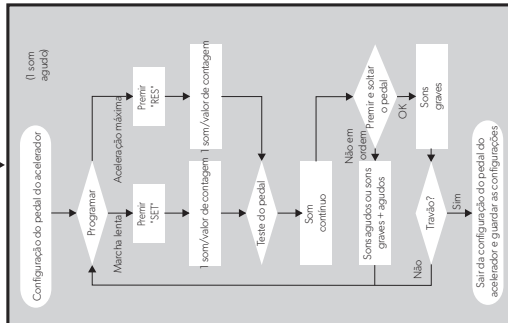 (1 som
agudo)
Configuração do pedal do acelerador
Programar
Marcha lenta
Aceleração máxima
Premir
"SET"
Premir
"RES"
1 som/valor de contagem
1 som/valor de contagem
Teste do pedal
Som
contínuo
Premir e soltar
o pedal
Não em
ordem
OK
Sons agudos ou sons
graves + agudos
Sons
graves
Travão?
Não
Sim
Sair da configuração do pedal do
acelerador e guardar as configurações